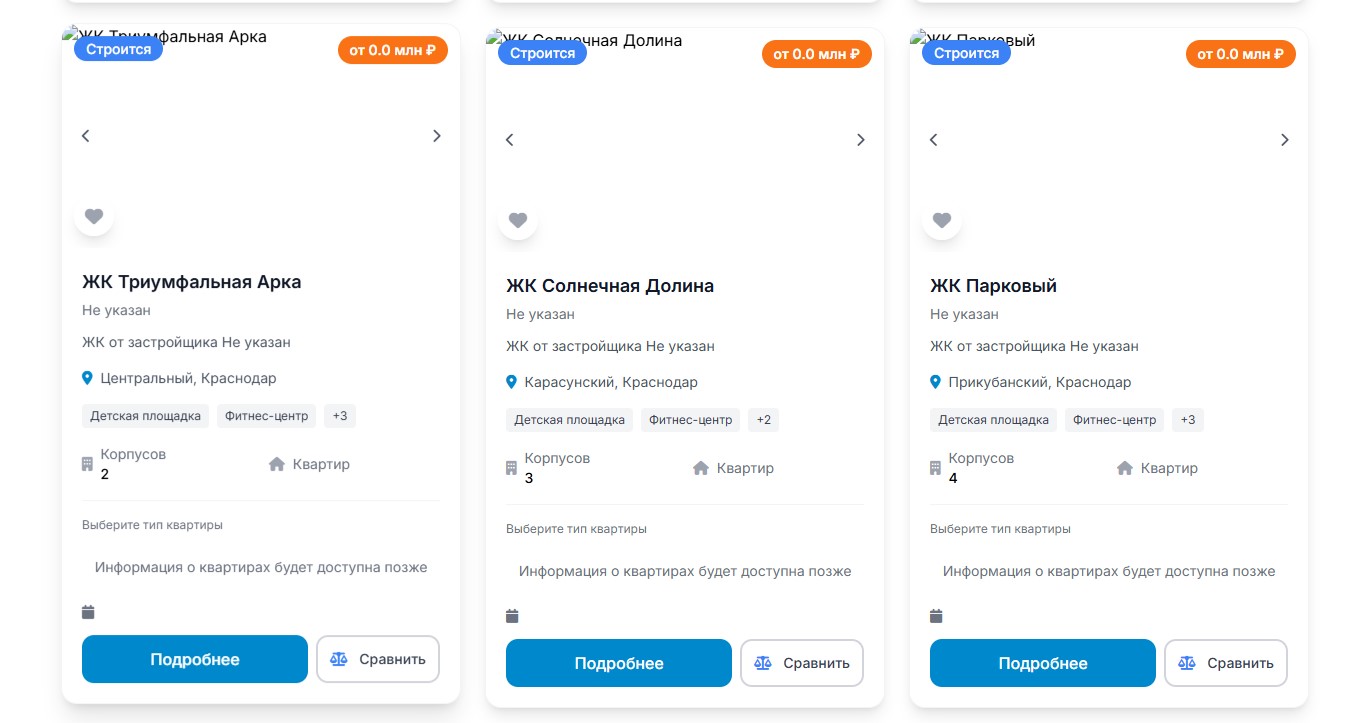 ЖК Триумфальная Арка
Строится
от 0.0 млн ₽
ЖК Триумфальная Арка
Не указан
ЖК от застройщика Не указан
Центральный, Краснодар
Детская площадка Фитнес-центр +3
Корпусов
2
Квартир
Выберите тип квартиры
Информация о квартирах будет доступна позже
Подробнее
Сравнить
ЖК Солнечная Долина
Строится
от 0.0 млн ₽
ЖК Солнечная Долина
Не указан
ЖК от застройщика Не указан
Карасунский, Краснодар
Детская площадка Фитнес-центр +2
Корпусов
3
Квартир
Выберите тип квартиры
Информация о квартирах будет доступна позже
Подробнее
Сравнить
ЖК Парковый
Строится
от 0.0 млн ₽
ЖК Парковый
Не указан
ЖК от застройщика Не указан
Прикубанский, Краснодар
Детская площадка Фитнес-центр +3
Корпусов
4
Квартир
Выберите тип квартиры
Информация о квартирах будет доступна позже
Подробнее
Сравнить